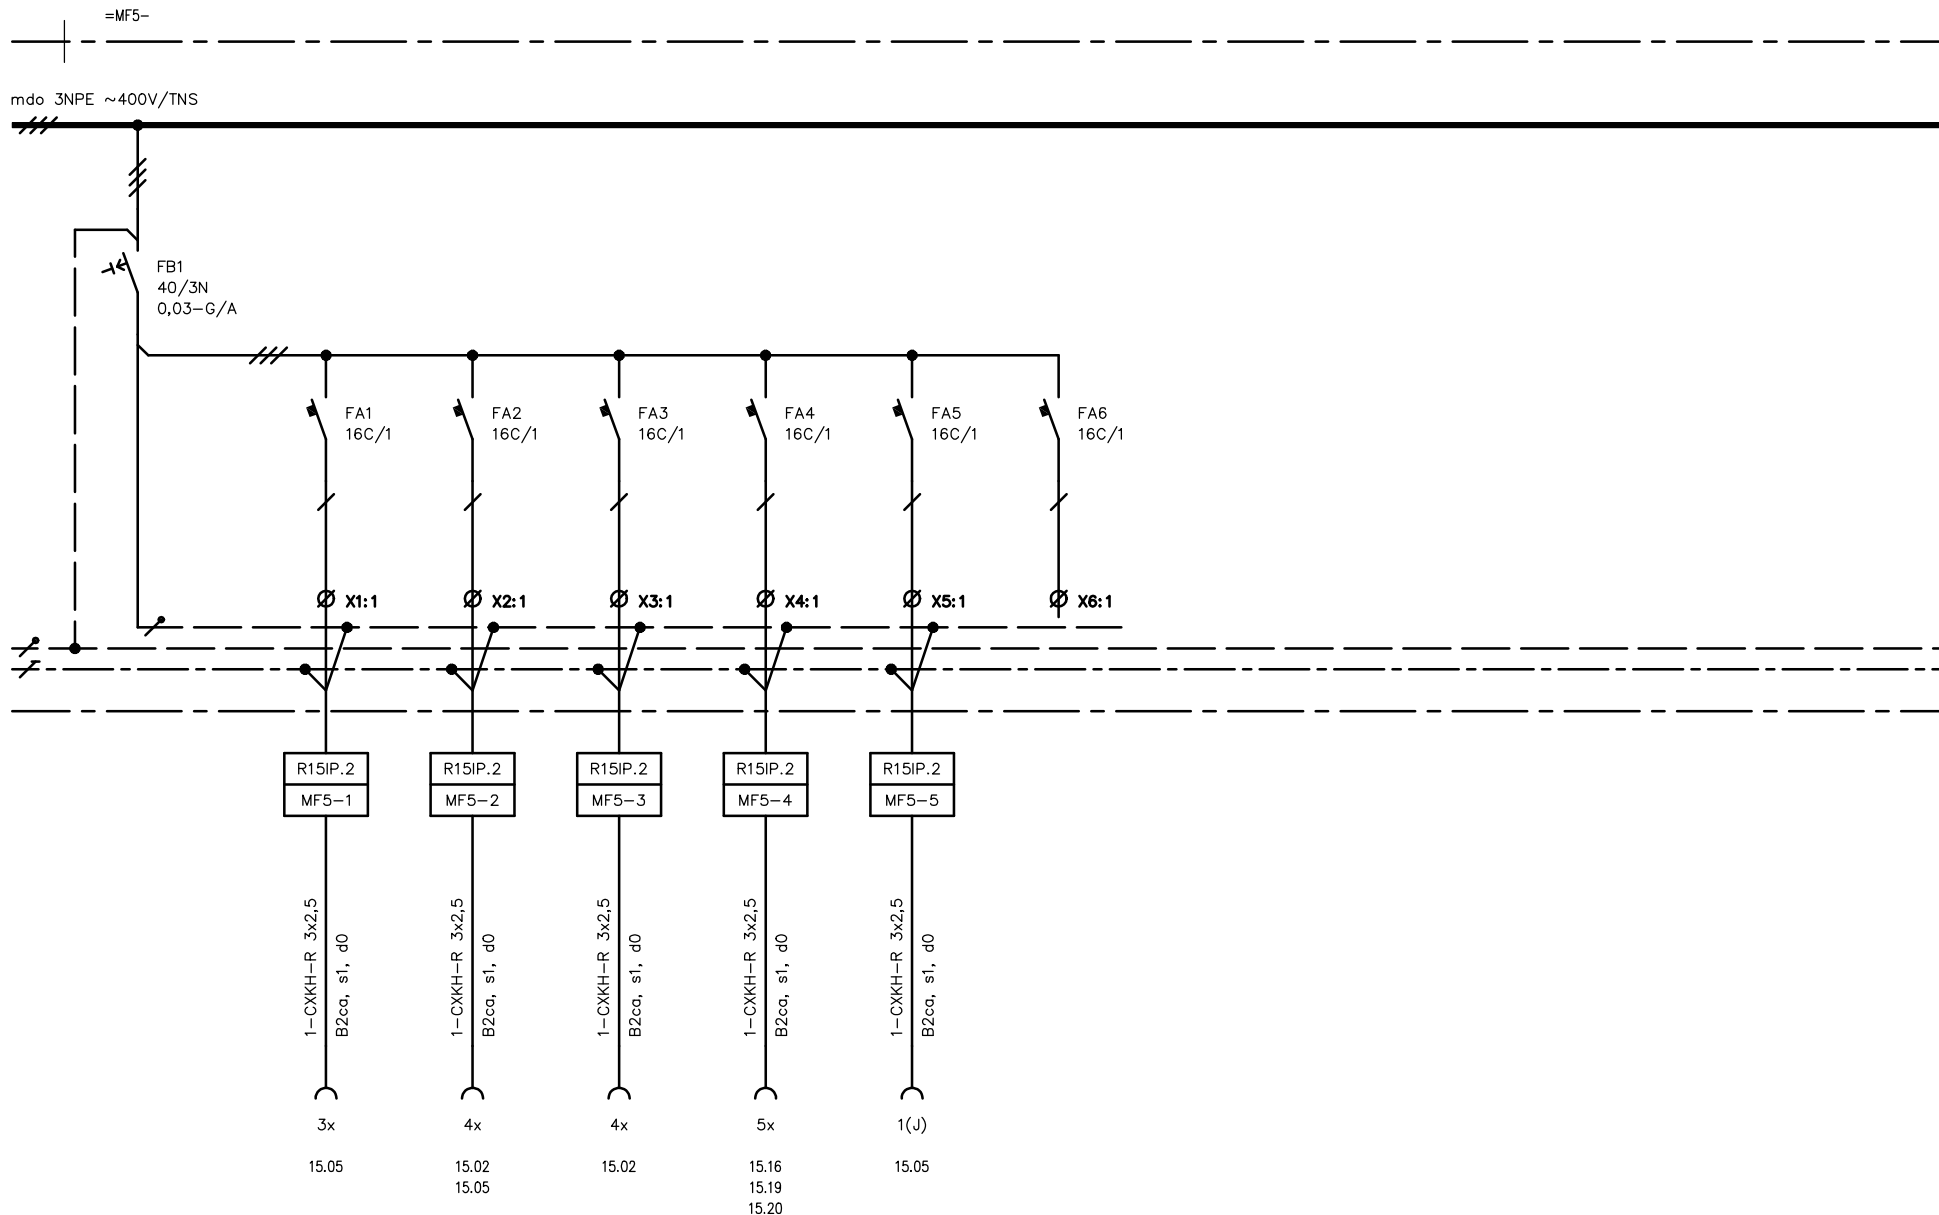 =MF5-
mdo 3NPE ~400V/TNS
FB1
40/3N
0,03-G/A
FA1
16C/1
FA2
16C/1
FA3
16C/1
FA4
16C/1
FA5
16C/1
FA6
16C/1
X1:1
X2:1
X3:1
X4:1
X5:1
X6:1
R15IP.2
MF5-1
R15IP.2
MF5-2
R15IP.2
MF5-3
R15IP.2
MF5-4
R15IP.2
MF5-5
1-CXKH-R 3x2,5
B2ca, s1, d0
1-CXKH-R 3x2,5
B2ca, s1, d0
1-CXKH-R 3x2,5
B2ca, s1, d0
1-CXKH-R 3x2,5
B2ca, s1, d0
1-CXKH-R 3x2,5
B2ca, s1, d0
3x
15.05
4x
15.02
15.05
4x
15.02
5x
15.16
15.19
15.20
1(J)
15.05